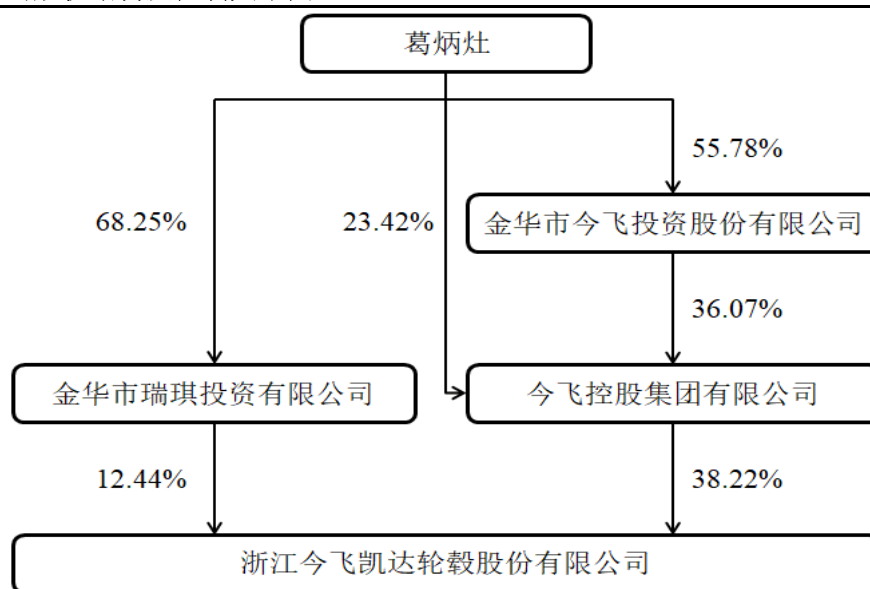 葛炳灶
55.78%
68.25%
23.42%
金华市今飞投资股份有限公司
36.07%
金华市瑞琪投资有限公司
今飞控股集团有限公司
12.44%
38.22%
浙江今飞凯达轮毂股份有限公司